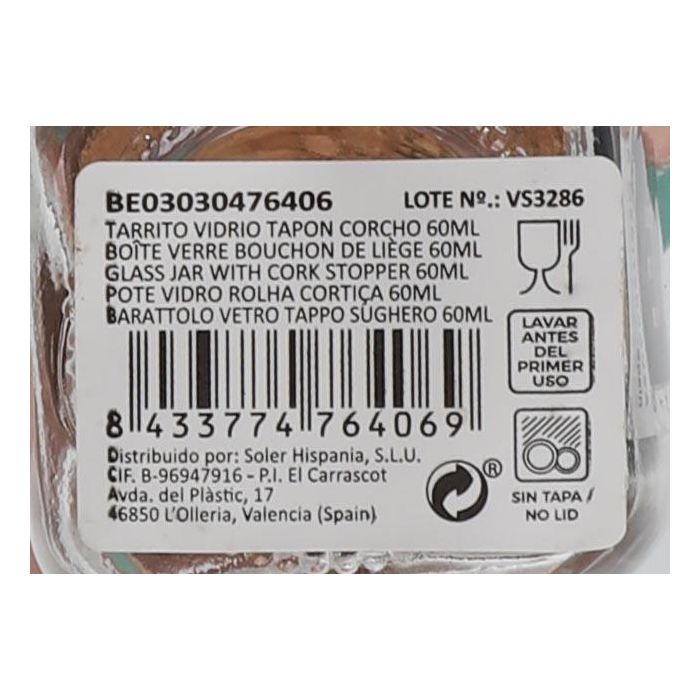 BE03030476406 LOTE Nº.: VS3286
TARRITO VIDRIO TAPON CORCHO 60ML
BOÎTE VERRE BOUCHON DE LIÈGE 60ML
GLASS JAR WITH CORK STOPPER 60ML
POTE VIDRO ROLHA CORTIÇA 60ML
BARATTOLO VETRO TAPPO SUGHERO 60ML
LAVAR
ANTES
DEL
PRIMER
USO
8 433774 764069
Distribuido por: Soler Hispania, S.L.U.
CIF. B-96947916 - P.I. El Carrascot
Avda. del Plàstic, 17
46850 L'Olleria, Valencia (Spain)
®
SIN TAPA /
NO LID